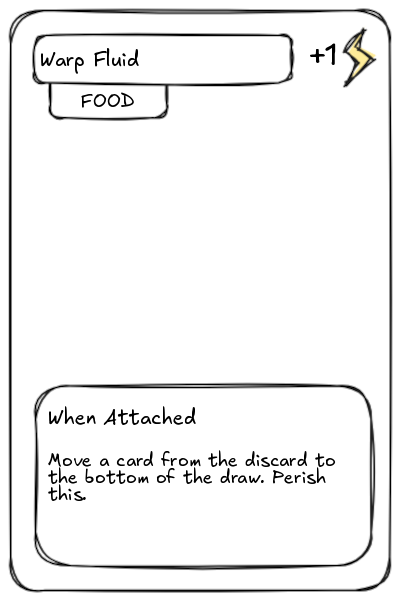 Warp Fluid
+1
FOOD
When Attached
Move a card from the discard to
the bottom of the draw. Perish
this.